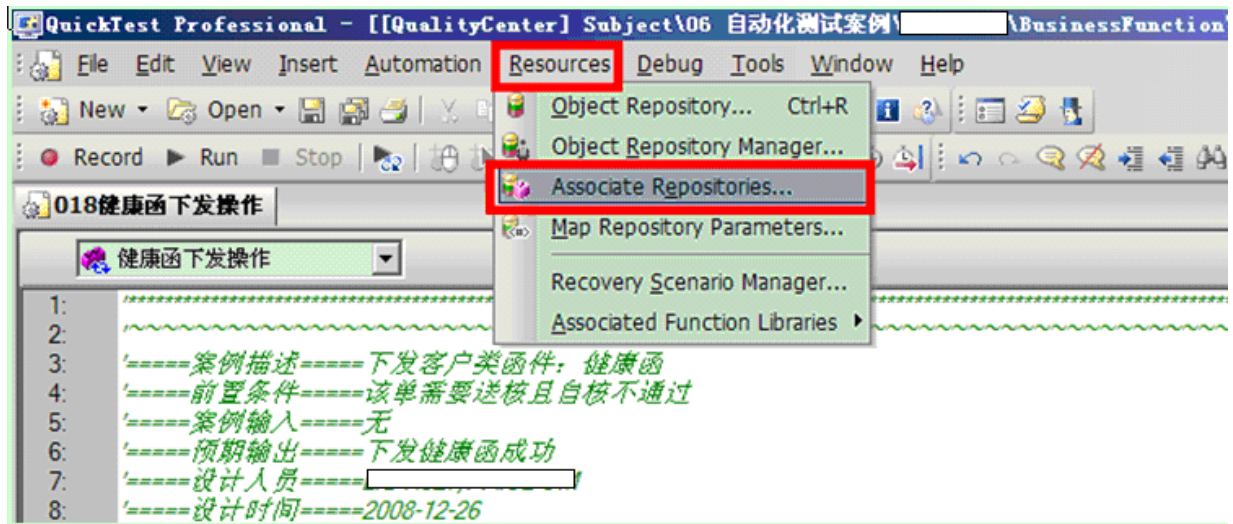 QuickTest Professional - [[QualityCenter] Subject\06 自动化测试案例\ \BusinessFunction
File Edit View Insert Automation Resources Debug Tools Window Help
New Open
Object Repository... Ctrl+R
Record Run Stop
Object Repository Manager...
Associate Repositories...
018健康函下发操作
Map Repository Parameters...
健康函下发操作
Recovery Scenario Manager...
Associated Function Libraries
1: '******************************
2: '~~~~~~~~~~~~~~~~~~~~~~~~~~~~~~
3: '=====案例描述=====下发客户类函件：健康函
4: '=====前置条件=====该单需要送核且自核不通过
5: '=====案例输入=====无
6: '=====预期输出=====下发健康函成功
7: '=====设计人员=====
8: '=====设计时间=====2008-12-26